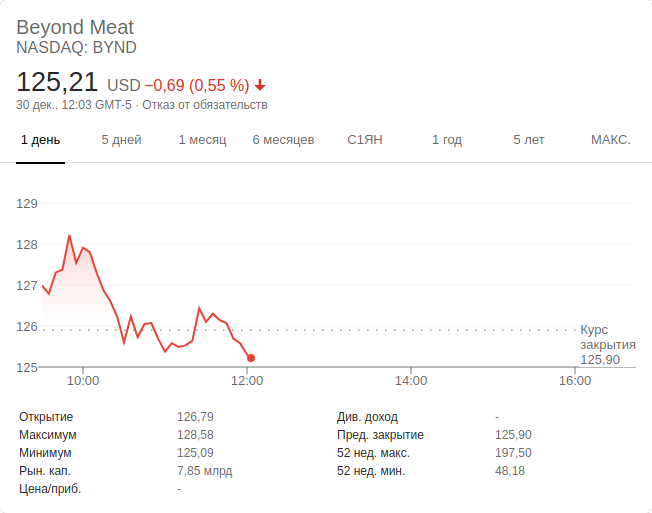 Beyond Meat
NASDAQ: BYND
125,21 USD −0,69 (0,55 %)
30 дек., 12:03 GMT-5 · Отказ от обязательств
1 день 5 дней 1 месяц 6 месяцев С1ЯН 1 год 5 лет МАКС.
129
128
127
126
125
Курс
закрытия
125,90
10:00 12:00 14:00 16:00
Открытие 126,79 Див. доход -
Максимум 128,58 Пред. закрытие 125,90
Минимум 125,09 52 нед. макс. 197,50
Рын. кап. 7,85 млрд 52 нед. мин. 48,18
Цена/приб. -